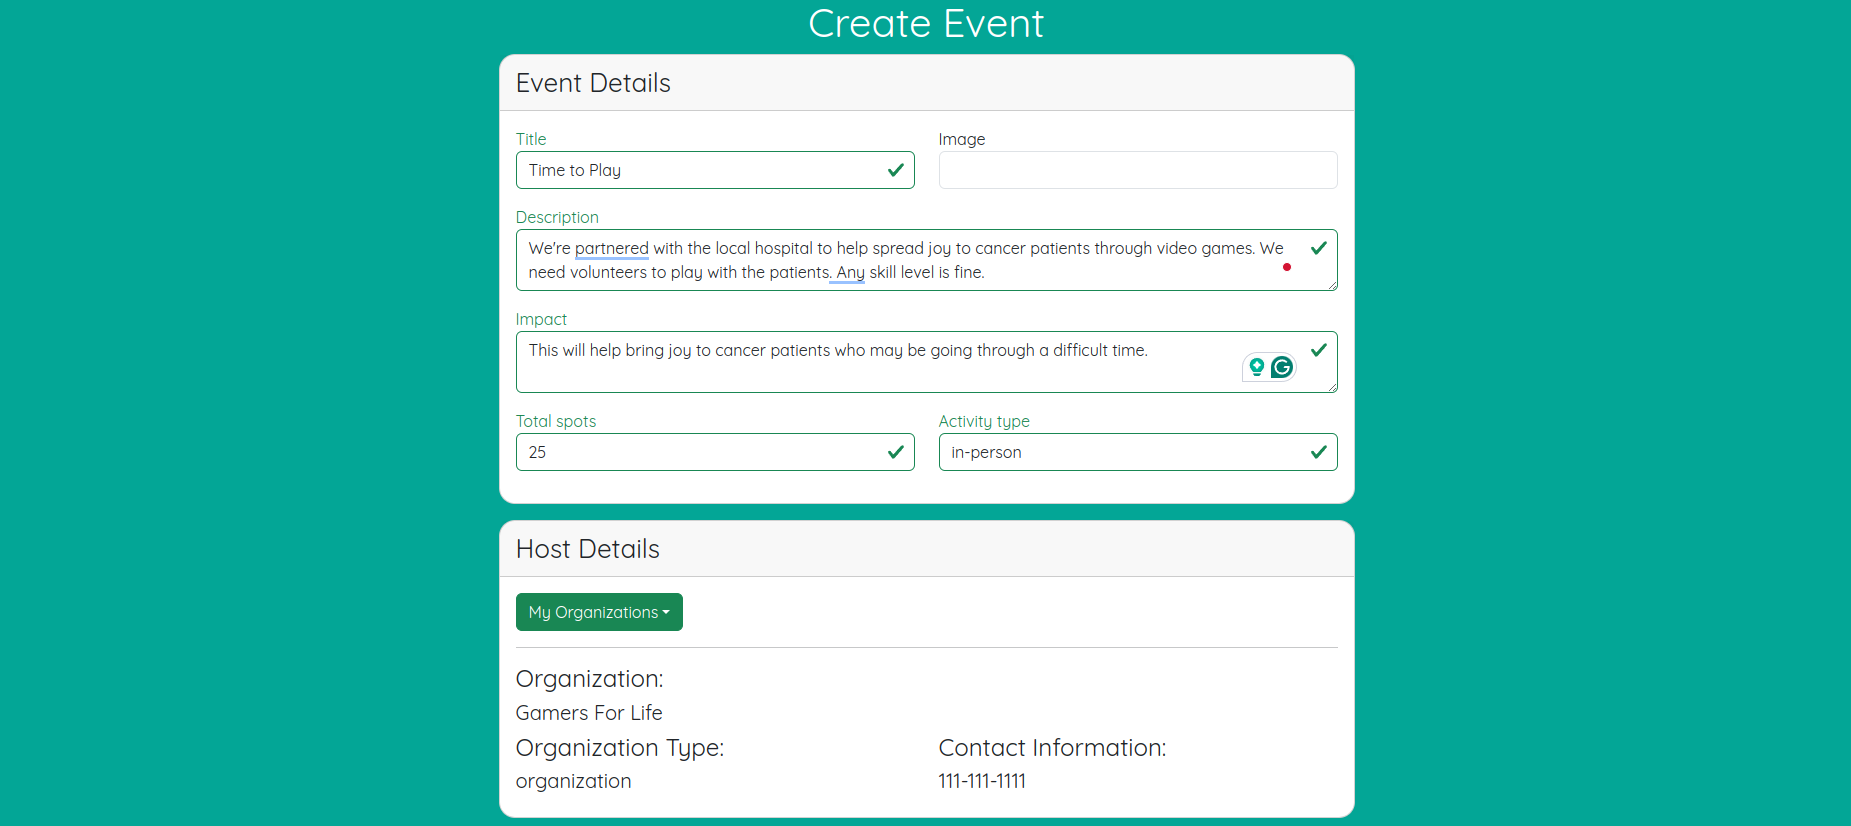 Create Event
Event Details
Title
Image
Time to Play
Description
We're partnered with the local hospital to help spread joy to cancer patients through video games. We
need volunteers to play with the patients. Any skill level is fine.
Impact
This will help bring joy to cancer patients who may be going through a difficult time.
Total spots
Activity type
25
in-person
Host Details
My Organizations
Organization:
Gamers For Life
Organization Type:
Contact Information:
organization
111-111-1111